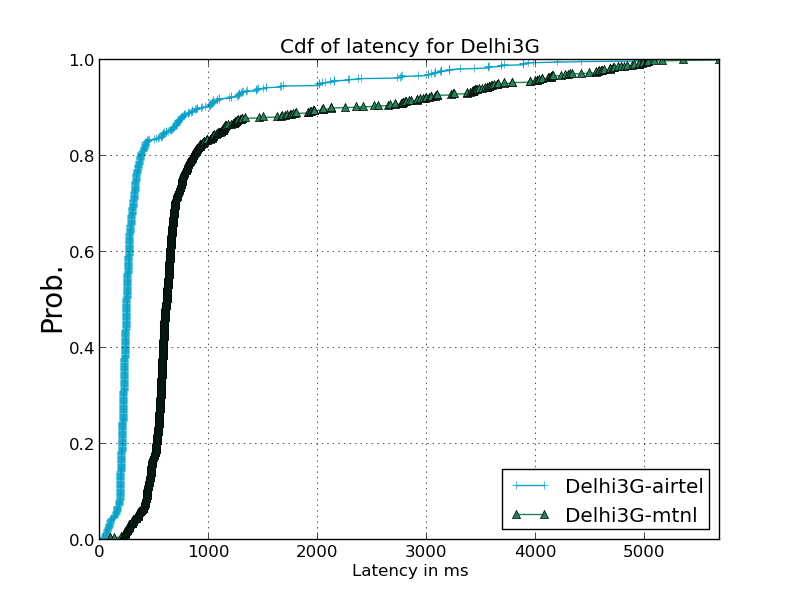 Cdf of latency for Delhi3G
1.0
0.8
0.6
0.4
0.2
0.0
Prob.
0 1000 2000 3000 4000 5000
Latency in ms
Delhi3G-airtel
Delhi3G-mtnl